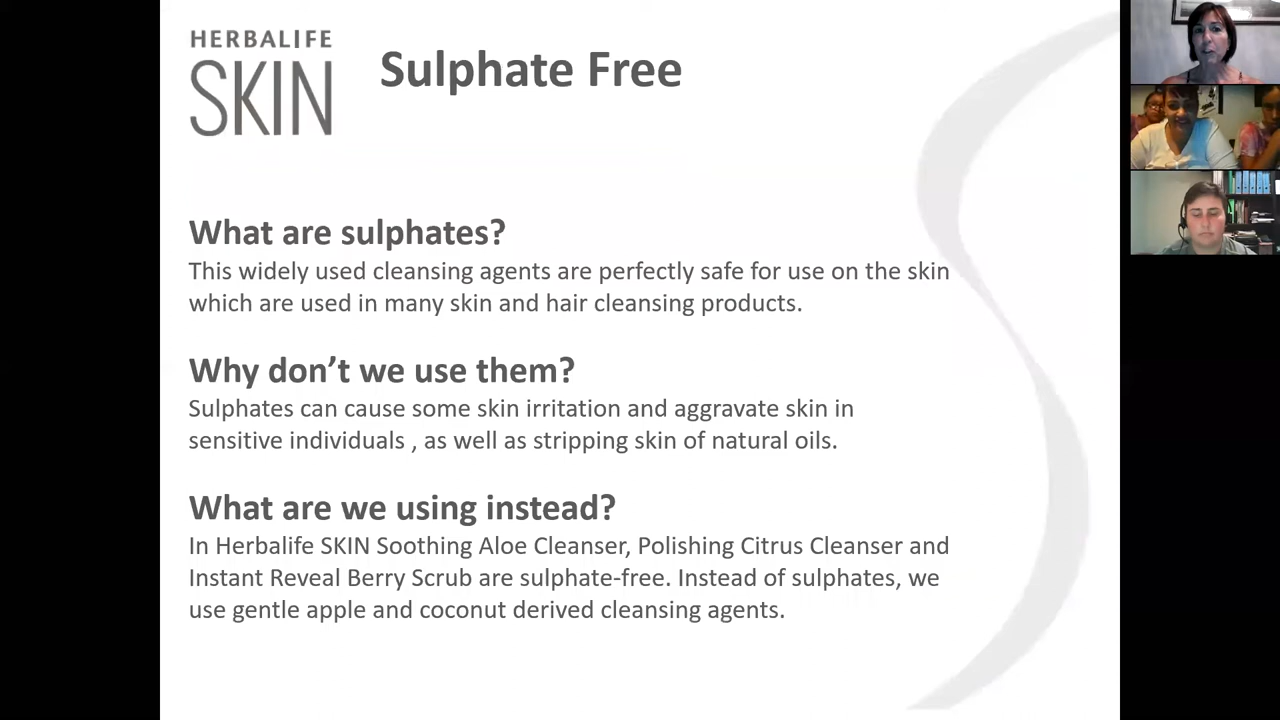 HERBALIFE
SKIN
Sulphate Free
What are sulphates?
This widely used cleansing agents are perfectly safe for use on the skin
which are used in many skin and hair cleansing products.
Why don’t we use them?
Sulphates can cause some skin irritation and aggravate skin in
sensitive individuals , as well as stripping skin of natural oils.
What are we using instead?
In Herbalife SKIN Soothing Aloe Cleanser, Polishing Citrus Cleanser and
Instant Reveal Berry Scrub are sulphate-free. Instead of sulphates, we
use gentle apple and coconut derived cleansing agents.